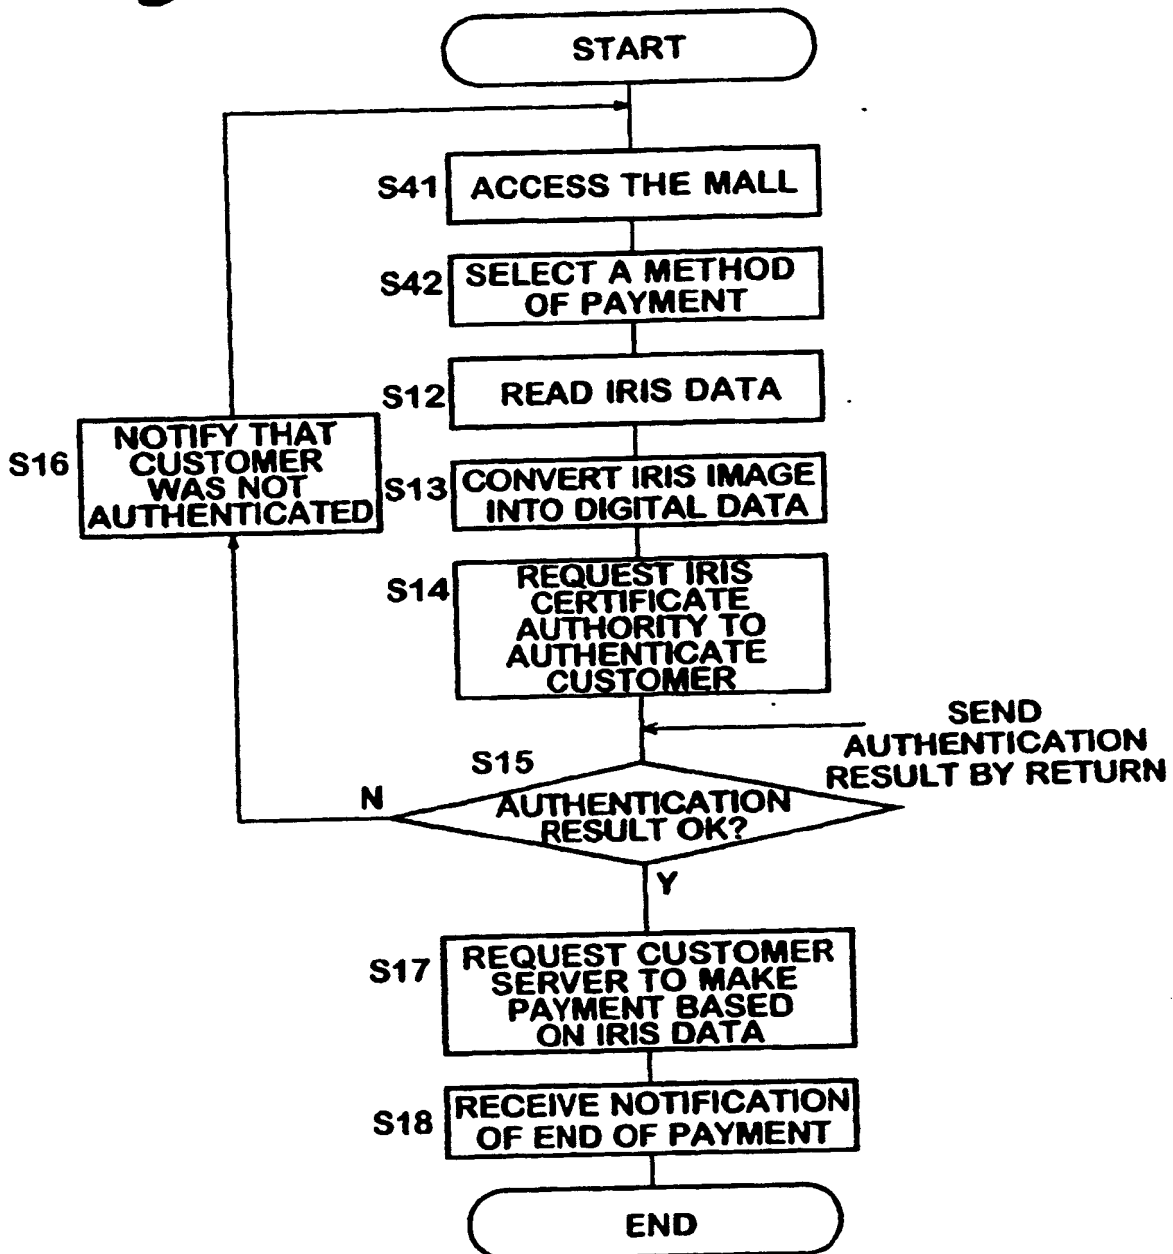 START
S41
ACCESS THE MALL
S42
SELECT A METHOD
OF PAYMENT
S12
READ IRIS DATA
S16
NOTIFY THAT
CUSTOMER
WAS NOT
AUTHENTICATED
S13
CONVERT IRIS IMAGE
INTO DIGITAL DATA
S14
REQUEST IRIS
CERTIFICATE
AUTHORITY TO
AUTHENTICATE
CUSTOMER
SEND
AUTHENTICATION
RESULT BY RETURN
S15
N
AUTHENTICATION
RESULT OK?
Y
S17
REQUEST CUSTOMER
SERVER TO MAKE
PAYMENT BASED
ON IRIS DATA
S18
RECEIVE NOTIFICATION
OF END OF PAYMENT
END